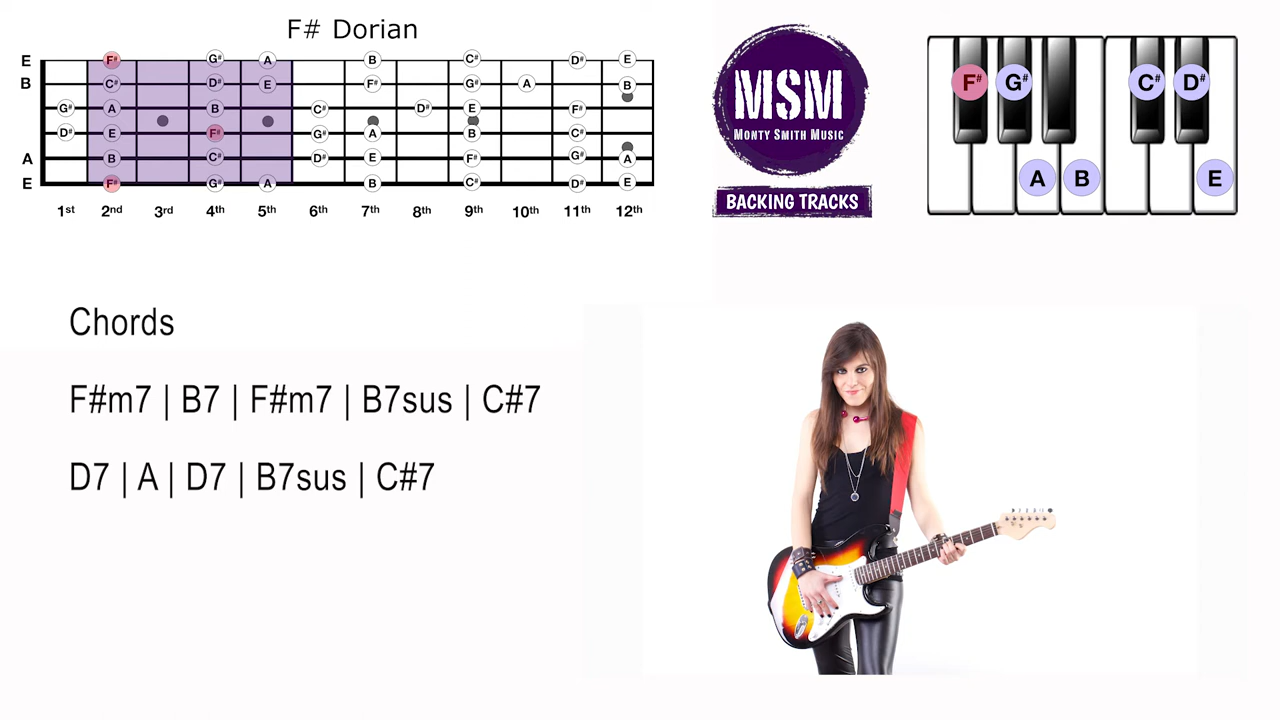 F# Dorian
E F# G# A B C# D# E
B C# D# E F# G# A B
G# A B C# D# E F#
D# E F# G# A B C#
A B C# D# E F# G# A
E F# G# A B C# D# E
1st 2nd 3rd 4th 5th 6th 7th 8th 9th 10th 11th 12th
MSM
MONTY SMITH MUSIC
BACKING TRACKS
F# G# C# D#
A B E
Chords
F#m7 | B7 | F#m7 | B7sus | C#7
D7 | A | D7 | B7sus | C#7